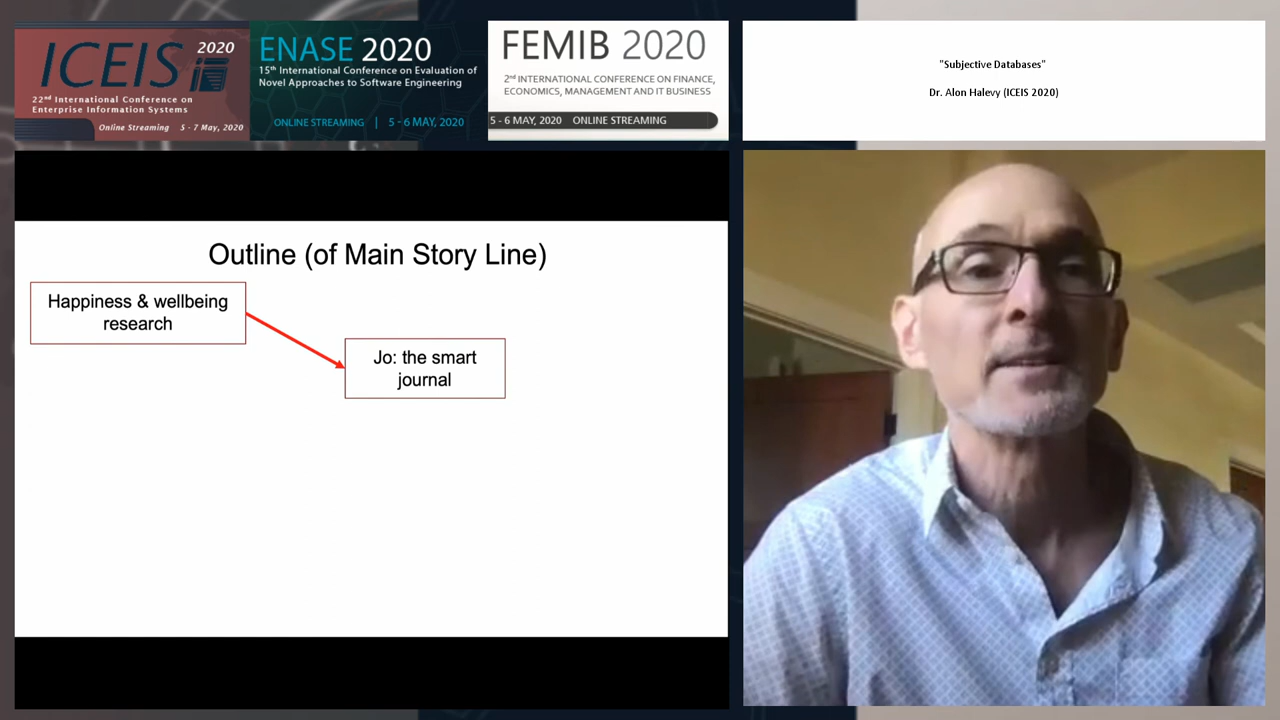 ICEIS 2020
22nd International Conference on
Enterprise Information Systems
Online Streaming 5 - 7 May, 2020
ENASE 2020
15th International Conference on Evaluation of
Novel Approaches to Software Engineering
ONLINE STREAMING | 5 - 6 MAY, 2020
FEMIB 2020
2nd INTERNATIONAL CONFERENCE ON FINANCE,
ECONOMICS, MANAGEMENT AND IT BUSINESS
5 - 6 MAY, 2020 ONLINE STREAMING
"Subjective Databases"
Dr. Alon Halevy (ICEIS 2020)
Outline (of Main Story Line)
Happiness & wellbeing
research
Jo: the smart
journal